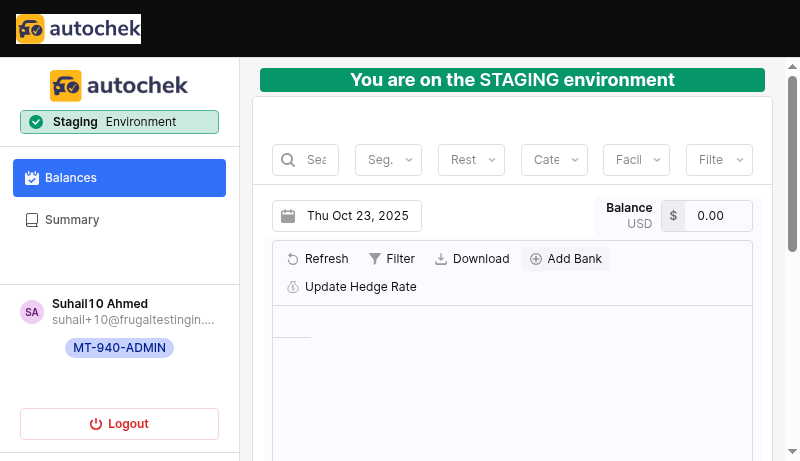 autochek
autochek
Staging Environment
Balances
Summary
Suhail10 Ahmed
SA
suhail+10@frugaltestingin....
MT-940-ADMIN
Logout
You are on the STAGING environment
Sea
Seg.
Rest
Cate
Facil
Filte
Thu Oct 23, 2025
Balance
USD
$ 0.00
Refresh
Filter
Download
Add Bank
Update Hedge Rate